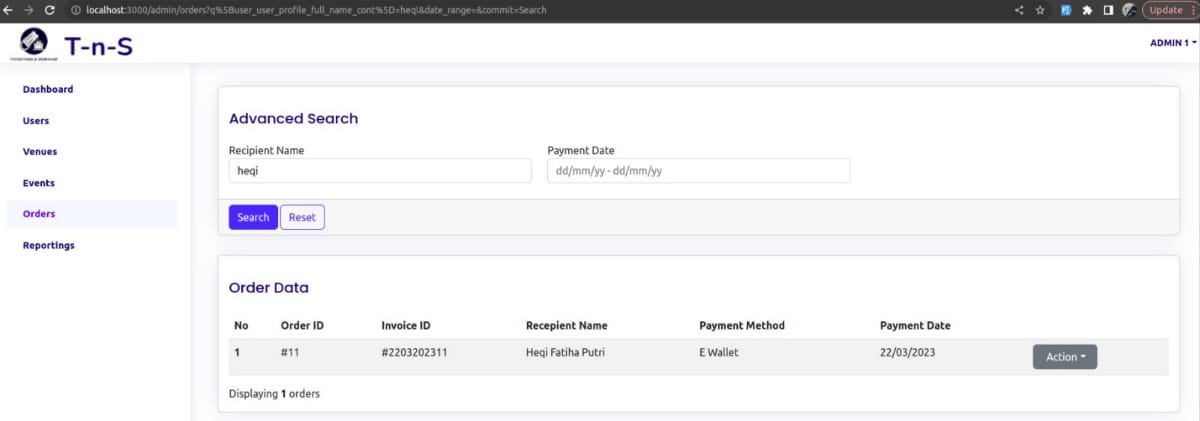 localhost:3000/admin/orders?q%5Buser_user_profile_full_name_cont%5D=heqi&date_range=&commit=Search
Update
T-n-S
ADMIN 1
Dashboard
Users
Venues
Events
Orders
Reportings
Advanced Search
Recipient Name Payment Date
heqi dd/mm/yy - dd/mm/yy
Search Reset
Order Data
No Order ID Invoice ID Recepient Name Payment Method Payment Date
1 #11 #2203202311 Heqi Fatiha Putri E Wallet 22/03/2023 Action
Displaying 1 orders